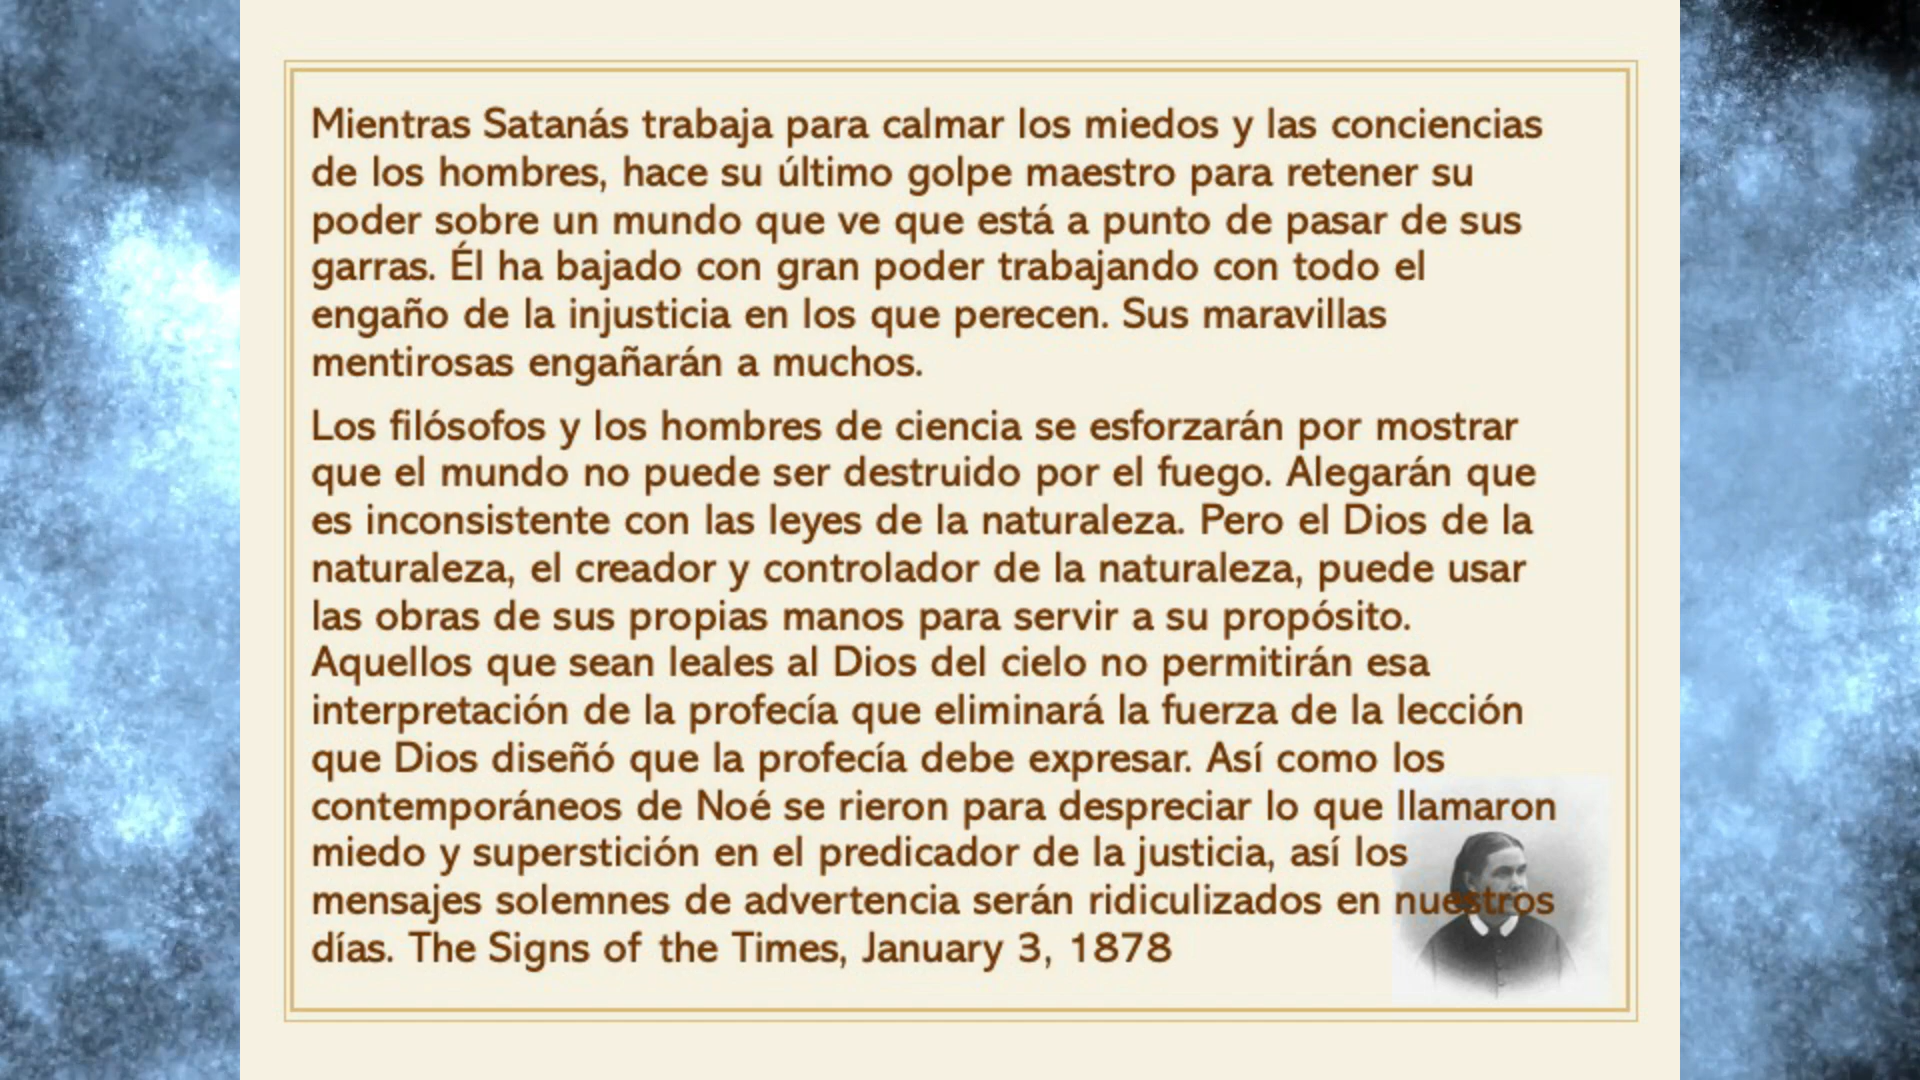 Mientras Satanás trabaja para calmar los miedos y las conciencias
de los hombres, hace su último golpe maestro para retener su
poder sobre un mundo que ve que está a punto de pasar de sus
garras. Él ha bajado con gran poder trabajando con todo el
engaño de la injusticia en los que perecen. Sus maravillas
mentirosas engañarán a muchos.
Los filósofos y los hombres de ciencia se esforzarán por mostrar
que el mundo no puede ser destruido por el fuego. Alegarán que
es inconsistente con las leyes de la naturaleza. Pero el Dios de la
naturaleza, el creador y controlador de la naturaleza, puede usar
las obras de sus propias manos para servir a su propósito.
Aquellos que sean leales al Dios del cielo no permitirán esa
interpretación de la profecía que eliminará la fuerza de la lección
que Dios diseñó que la profecía debe expresar. Así como los
contemporáneos de Noé se rieron para despreciar lo que llamaron
miedo y superstición en el predicador de la justicia, así los
mensajes solemnes de advertencia serán ridiculizados en nuestros
días. The Signs of the Times, January 3, 1878